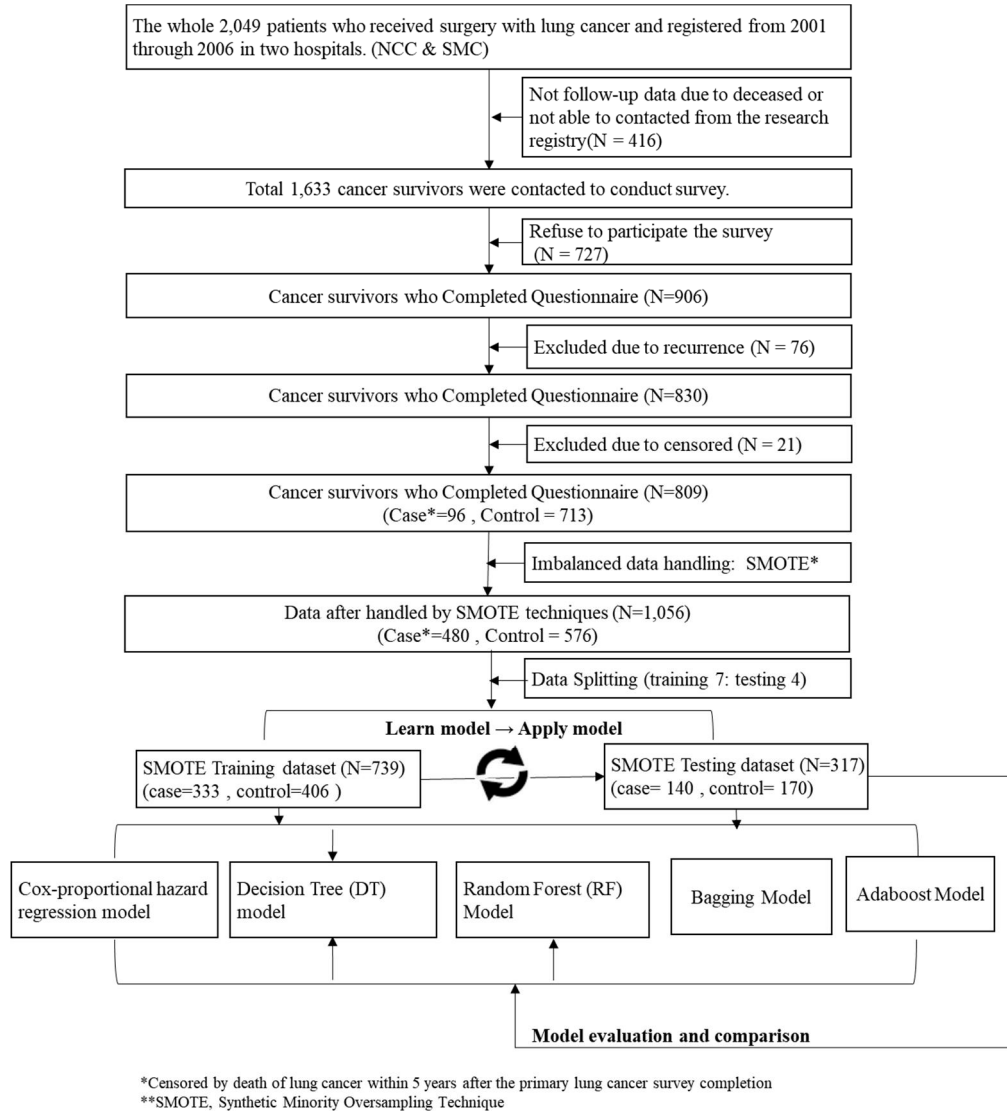 The whole 2,049 patients who received surgery with lung cancer and registered from 2001
through 2006 in two hospitals. (NCC & SMC)
Not follow-up data due to deceased or
not able to contacted from the research
registry(N = 416)
Total 1,633 cancer survivors were contacted to conduct survey.
Refuse to participate the survey
(N = 727)
Cancer survivors who Completed Questionnaire (N=906)
Excluded due to recurrence (N = 76)
Cancer survivors who Completed Questionnaire (N=830)
Excluded due to censored (N = 21)
Cancer survivors who Completed Questionnaire (N=809)
(Case*=96 , Control = 713)
Imbalanced data handling: SMOTE*
Data after handled by SMOTE techniques (N=1,056)
(Case*=480 , Control = 576)
Data Splitting (training 7: testing 4)
Learn model → Apply model
SMOTE Training dataset (N=739)
(case=333 , control=406 )
SMOTE Testing dataset (N=317)
(case= 140 , control= 170)
Cox-proportional hazard
regression model
Decision Tree (DT)
model
Random Forest (RF)
Model
Bagging Model
Adaboost Model
Model evaluation and comparison
*Censored by death of lung cancer within 5 years after the primary lung cancer survey completion
**SMOTE, Synthetic Minority Oversampling Technique